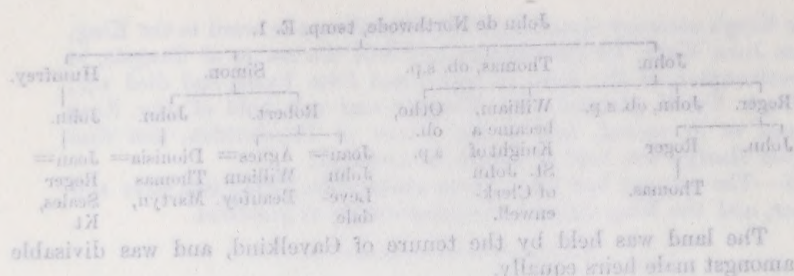 John de Northwode, temp. E. 1.
John. Thomas, ob. s.p. Simon. Humfrey.
Roger. John, ob. s.p. William, Otho, Robert. John. John.
became a ob.
John. Roger Knight of s.p. Joan== Agnes== Dionisia== Joan==
St. John John William Thomas Roger
Thomas. of Clerk- Leve- Beaufoy. Martyn, Scales,
enwell. dale Kt
The land was held by the tenure of Gavelkind, and was divisable
amongst male heirs equally.